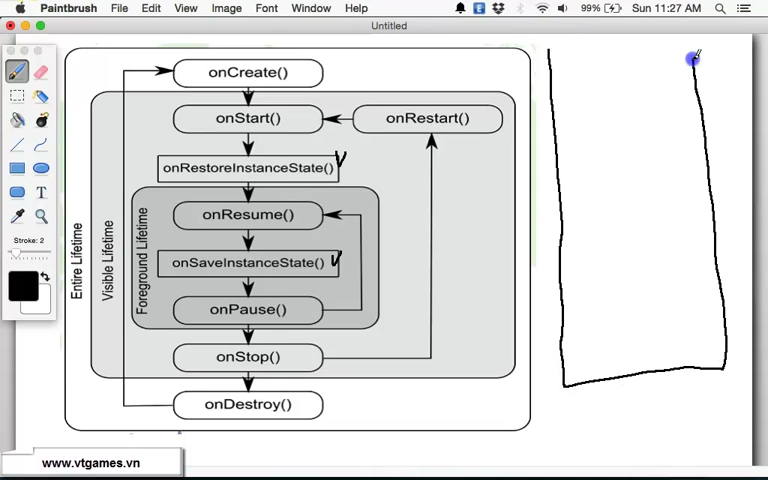 Paintbrush File Edit View Image Font Window Help 99% Sun 11:27 AM
Untitled
onCreate()
onStart()
onRestart()
onRestoreInstanceState() V
onResume()
onSaveInstanceState() V
onPause()
onStop()
onDestroy()
Entire Lifetime
Visible Lifetime
Foreground Lifetime
T
Stroke: 2
www.vtgames.vn